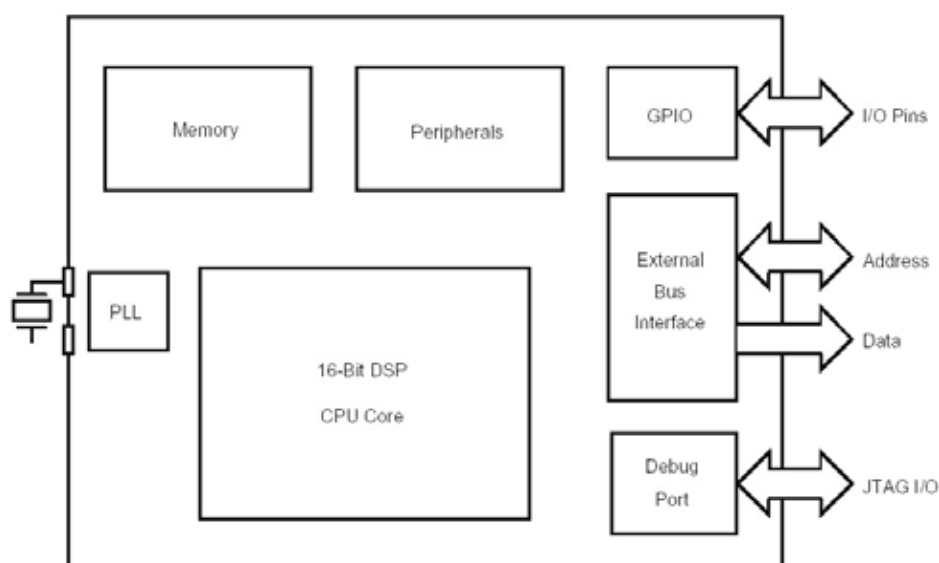 Memory
Peripherals
GPIO
I/O Pins
External
Bus
Interface
Address
Data
PLL
16-Bit DSP
CPU Core
Debug
Port
JTAG I/O